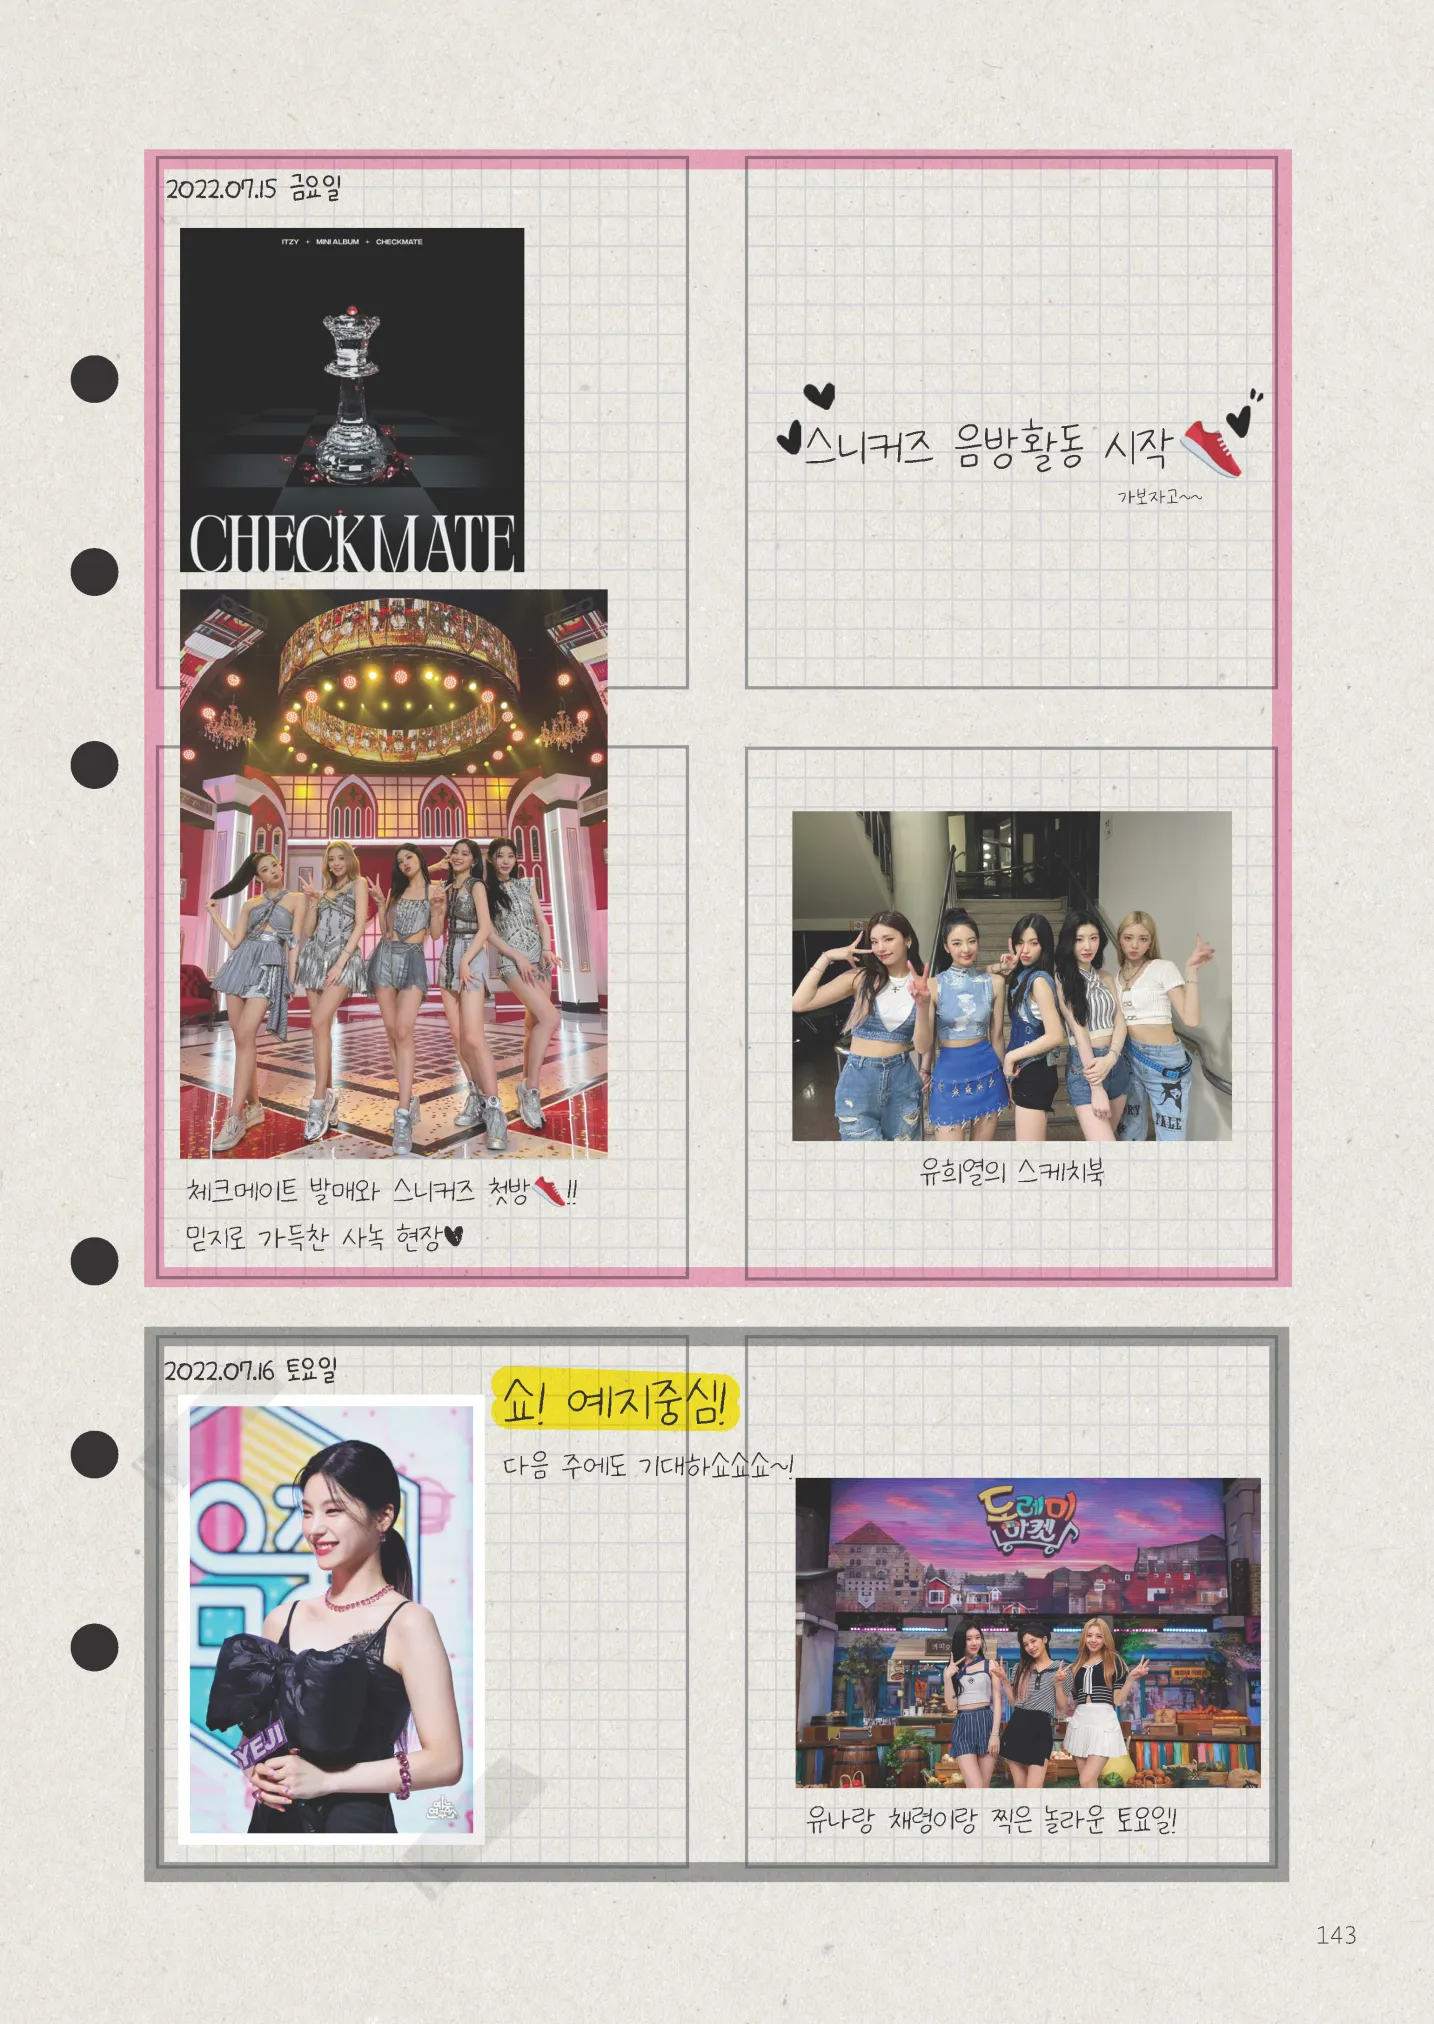 2022.07.15 금요일
ITZY + MINI ALBUM + CHECKMATE
CHECKMATE
스니커즈 음방활동 시작
가보자고~~
체크메이트 발매와 스니커즈 첫방!!
믿지로 가득찬 사녹 현장
유희열의 스케치북
2022.07.16 토요일
쇼! 예지중심!
다음 주에도 기대하쇼쇼쇼~!
YEJI
도레미
마켓
유나랑 채령이랑 찍은 놀라운 토요일!
143